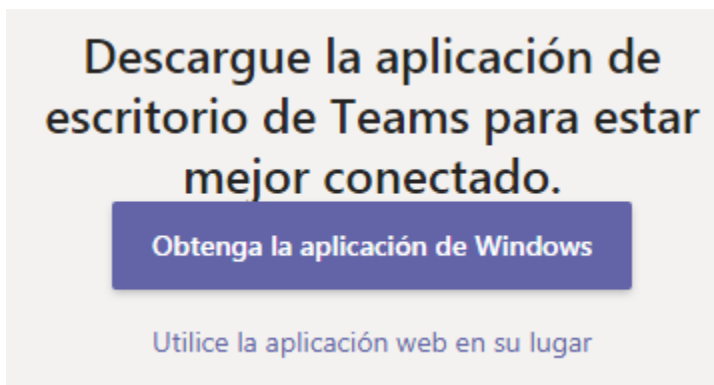 Descargue la aplicación de
escritorio de Teams para estar
mejor conectado.
Obtenga la aplicación de Windows
Utilice la aplicación web en su lugar